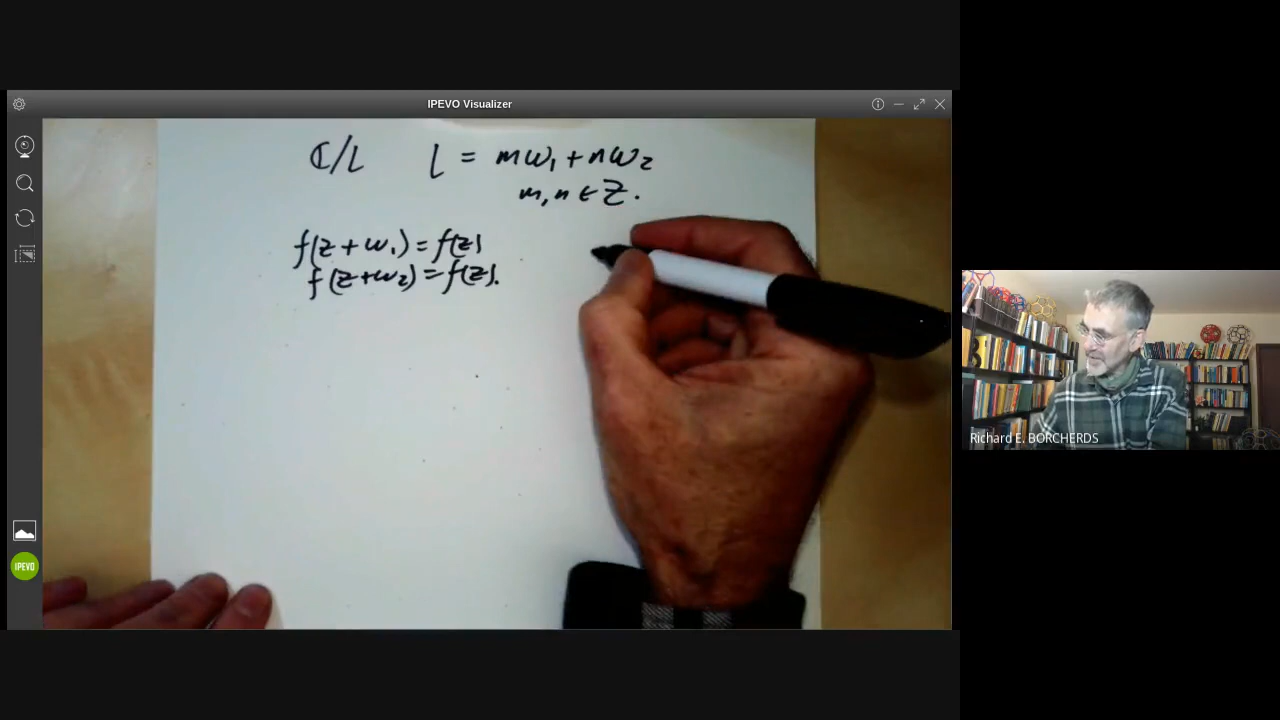 IPEVO Visualizer
ℂ/L L = mω₁ + nω₂
m, n ∈ Z.
f(z + ω₁) = f(z)
f(z + ω₂) = f(z).
Richard E. BORCHERDS
IPEVO